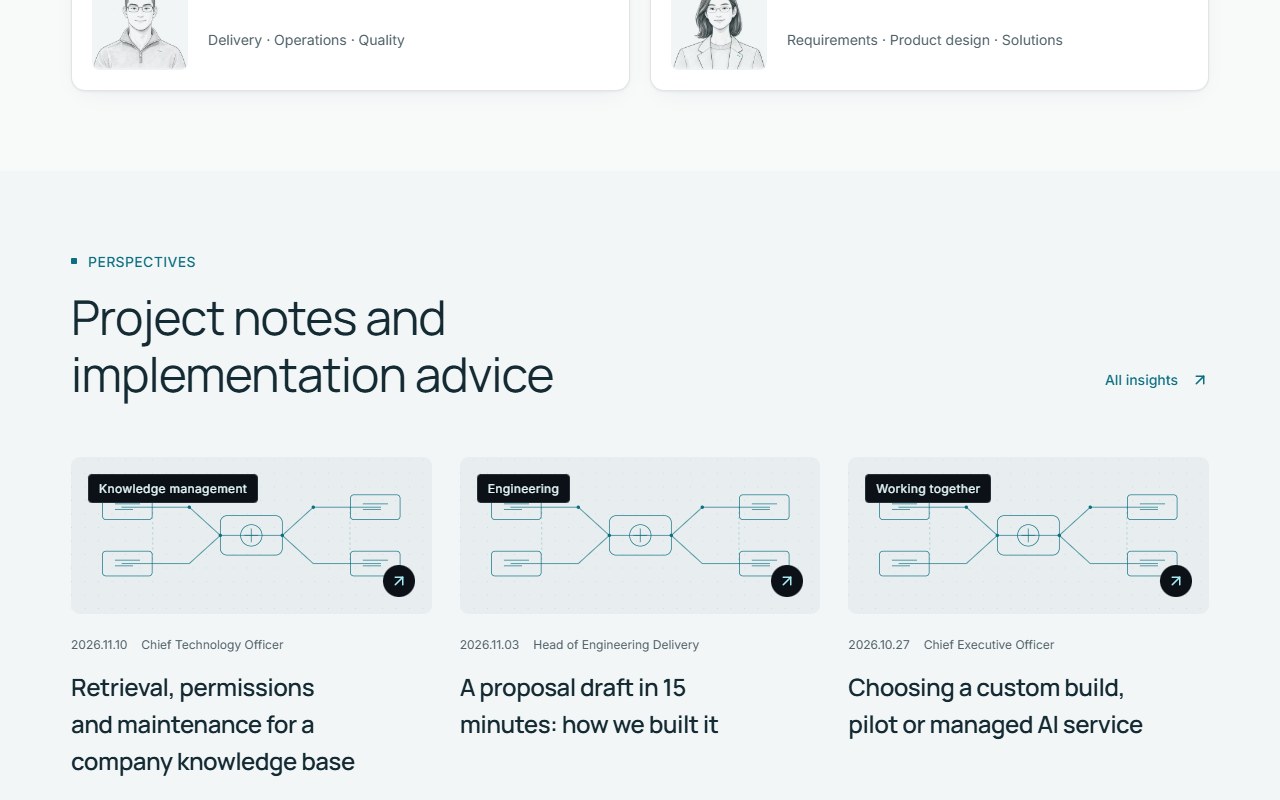 Delivery · Operations · Quality
Requirements · Product design · Solutions
PERSPECTIVES
Project notes and
implementation advice
All insights
Knowledge management
Engineering
Working together
2026.11.10 Chief Technology Officer
2026.11.03 Head of Engineering Delivery
2026.10.27 Chief Executive Officer
Retrieval, permissions
and maintenance for a
company knowledge base
A proposal draft in 15
minutes: how we built it
Choosing a custom build,
pilot or managed AI service